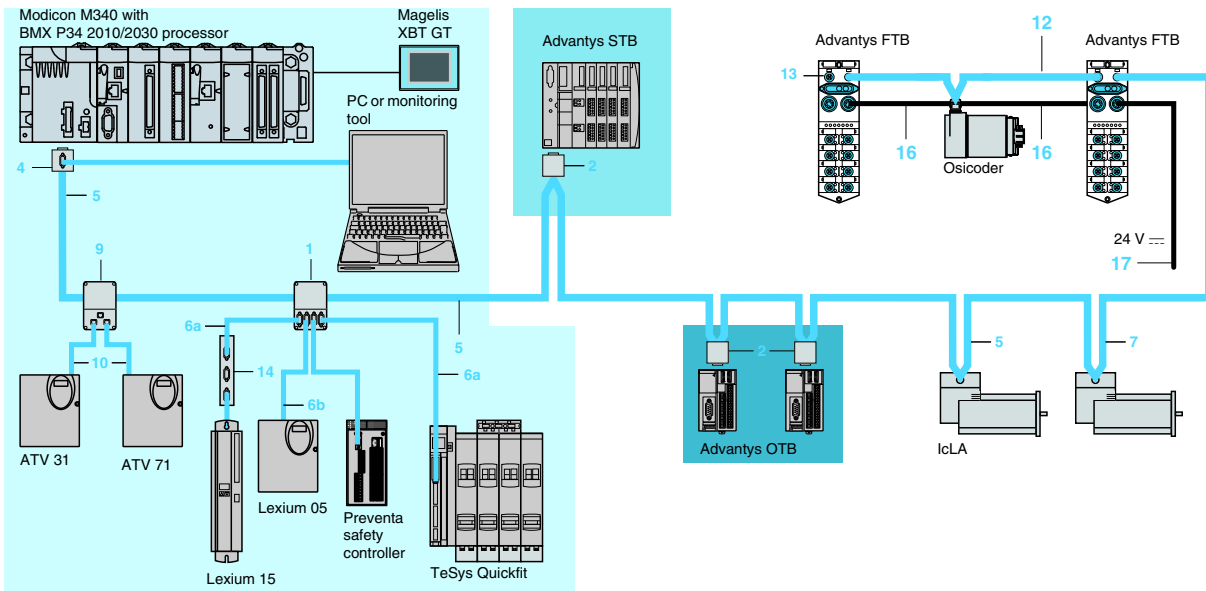 Modicon M340 with
BMX P34 2010/2030 processor
Magelis
XBT GT
PC or monitoring
tool
4
5
9
1
6a
10
14
6b
5
6a
ATV 31
ATV 71
Lexium 05
Lexium 15
Preventa
safety
controller
TeSys Quickfit
Advantys STB
2
2
Advantys OTB
Advantys FTB
12
Advantys FTB
13
16
16
Osicoder
24 V
17
5
7
IcLA